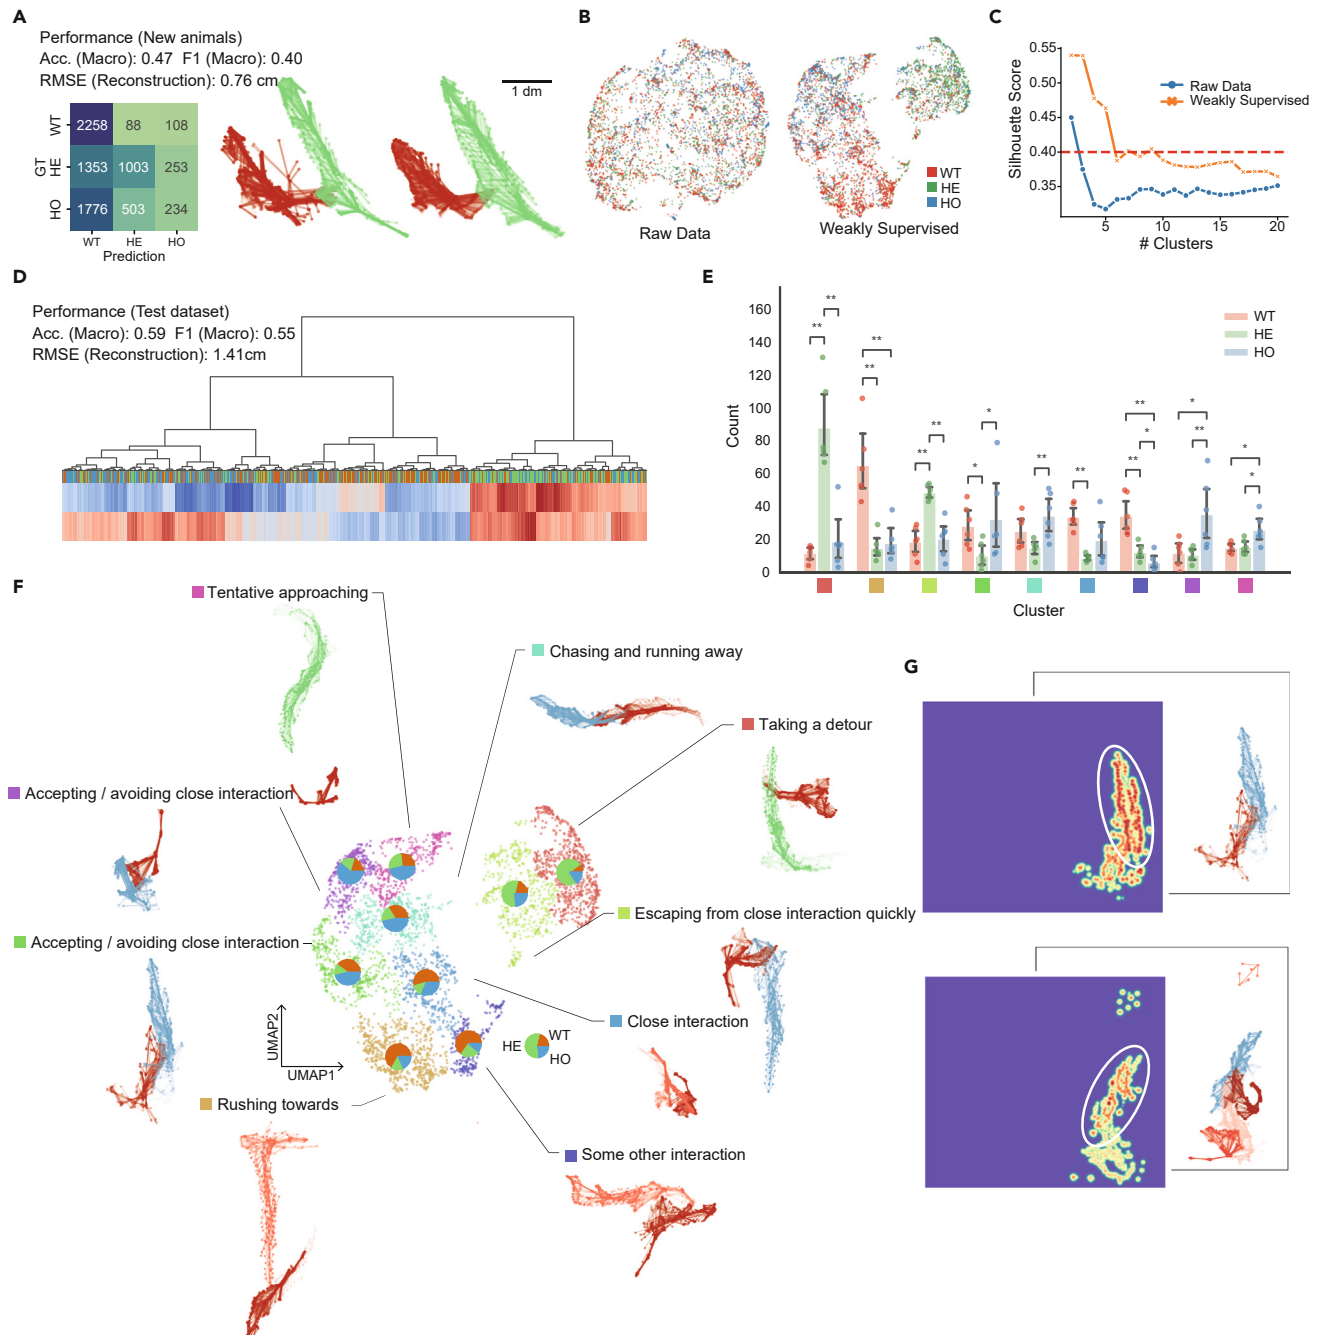 A
Performance (New animals)
Acc. (Macro): 0.47 F1 (Macro): 0.40
RMSE (Reconstruction): 0.76 cm
1 dm
WT
GT
HE
HO
2258 88 108
1353 1003 253
1776 503 234
WT HE HO
Prediction
B
Raw Data
Weakly Supervised
WT
HE
HO
C
Silhouette Score
0.55
0.50
0.45
0.40
0.35
Raw Data
Weakly Supervised
5 10 15 20
# Clusters
D
Performance (Test dataset)
Acc. (Macro): 0.59 F1 (Macro): 0.55
RMSE (Reconstruction): 1.41cm
E
Count
160
140
120
100
80
60
40
20
0
** ** ** ** ** ** * * ** ** ** ** * * ** * *
WT
HE
HO
Cluster
F
Tentative approaching
Chasing and running away
Taking a detour
Accepting / avoiding close interaction
Escaping from close interaction quickly
Accepting / avoiding close interaction
Close interaction
UMAP2
UMAP1
HE WT
HO
Rushing towards
Some other interaction
G